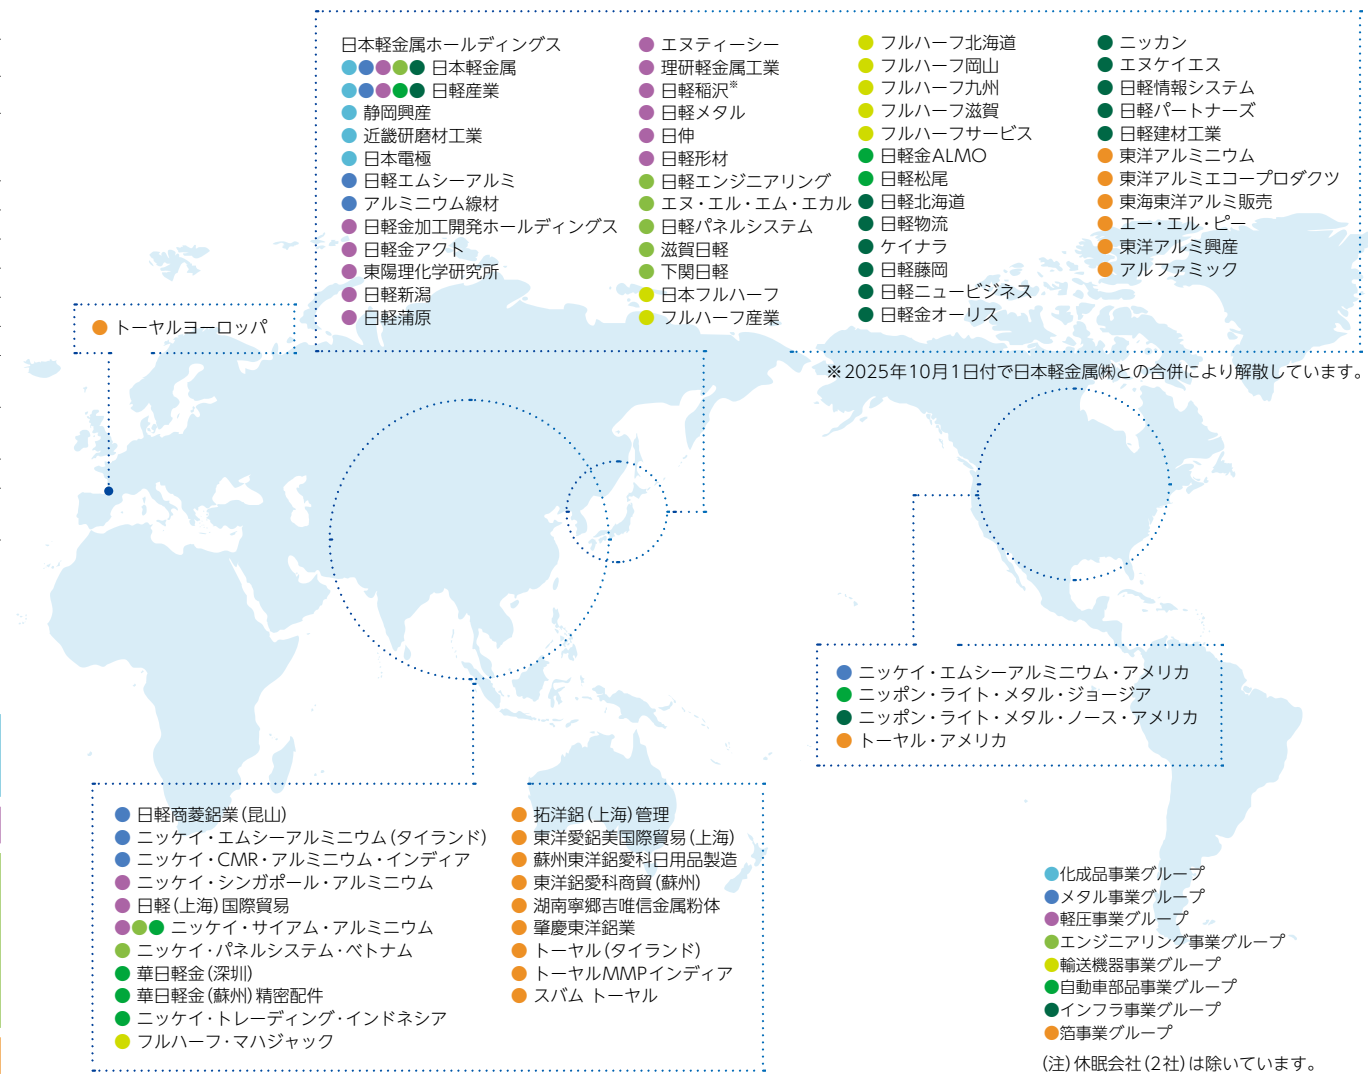 日本軽金属ホールディングス
日本軽金属
日軽産業
静岡興産
近畿研磨材工業
日本電極
日軽エムシーアルミ
アルミニウム線材
日軽金加工開発ホールディングス
日軽金アクト
東陽理化学研究所
日軽新潟
日軽蒲原
エヌティーシー
理研軽金属工業
日軽稲沢※
日軽メタル
日伸
日軽形材
日軽エンジニアリング
エヌ・エル・エム・エカル
日軽パネルシステム
滋賀日軽
下関日軽
日本フルハーフ
フルハーフ産業
フルハーフ北海道
フルハーフ岡山
フルハーフ九州
フルハーフ滋賀
フルハーフサービス
日軽金ALMO
日軽松尾
日軽北海道
日軽物流
ケイナラ
日軽藤岡
日軽ニュービジネス
日軽金オーリス
ニッカン
エヌケイエス
日軽情報システム
日軽パートナーズ
日軽建材工業
東洋アルミニウム
東洋アルミエコープロダクツ
東海東洋アルミ販売
エー・エル・ピー
東洋アルミ興産
アルファミック
※2025年10月1日付で日本軽金属㈱との合併により解散しています。
トーヤルヨーロッパ
ニッケイ・エムシーアルミニウム・アメリカ
ニッポン・ライト・メタル・ジョージア
ニッポン・ライト・メタル・ノース・アメリカ
トーヤル・アメリカ
日軽商菱鋁業(昆山)
ニッケイ・エムシーアルミニウム(タイランド)
ニッケイ・CMR・アルミニウム・インディア
ニッケイ・シンガポール・アルミニウム
日軽(上海)国際貿易
ニッケイ・サイアム・アルミニウム
ニッケイ・パネルシステム・ベトナム
華日軽金(深圳)
華日軽金(蘇州)精密配件
ニッケイ・トレーディング・インドネシア
フルハーフ・マハジャック
拓洋鋁(上海)管理
東洋愛鋁美国際貿易(上海)
蘇州東洋鋁愛科日用品製造
東洋鋁愛科商貿(蘇州)
湖南寧郷吉唯信金属粉体
肇慶東洋鋁業
トーヤル(タイランド)
トーヤルMMPインディア
スバム トーヤル
化成品事業グループ
メタル事業グループ
軽圧事業グループ
エンジニアリング事業グループ
輸送機器事業グループ
自動車部品事業グループ
インフラ事業グループ
箔事業グループ
(注)休眠会社(2社)は除いています。